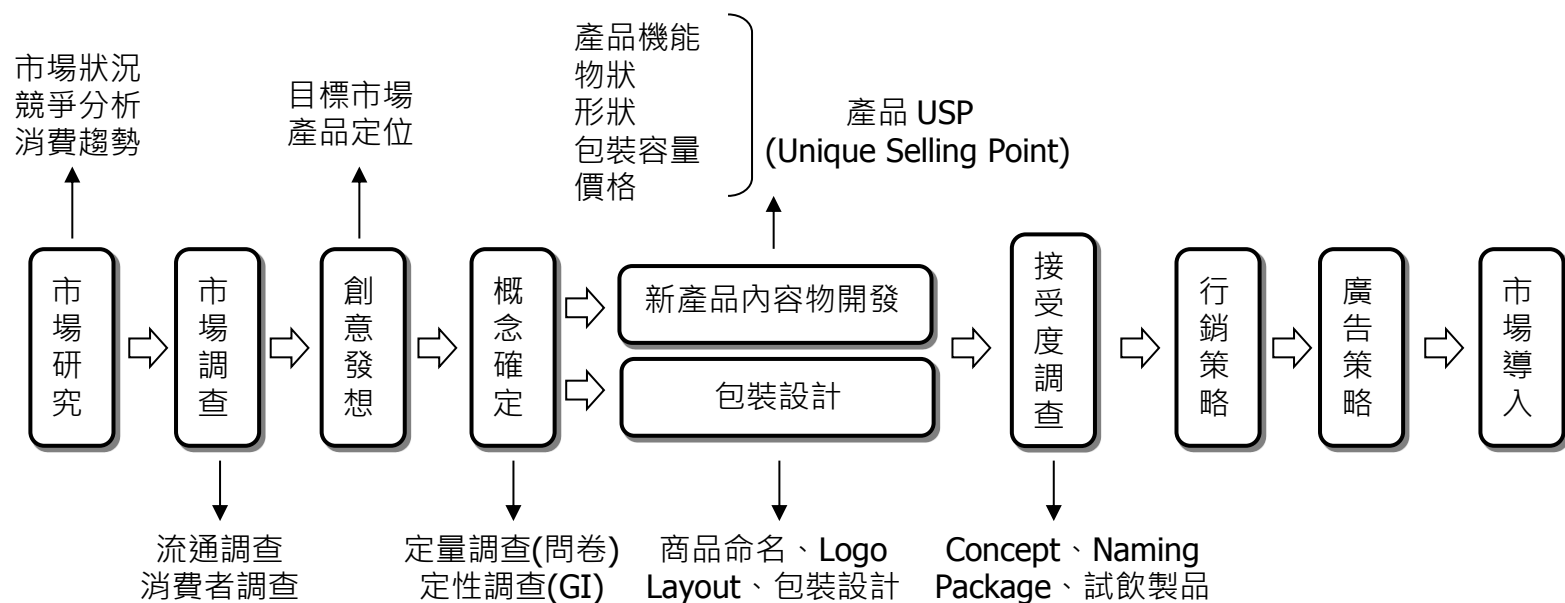 市場狀況
競爭分析
消費趨勢
目標市場
產品定位
產品機能
物狀
形狀
包裝容量
價格
產品 USP
(Unique Selling Point)
市場研究
市場調查
創意發想
概念確定
新產品內容物開發
包裝設計
接受度調查
行銷策略
廣告策略
市場導入
流通調查
消費者調查
定量調查(問卷)
定性調查(GI)
商品命名、Logo
Layout、包裝設計
Concept、Naming
Package、試飲製品